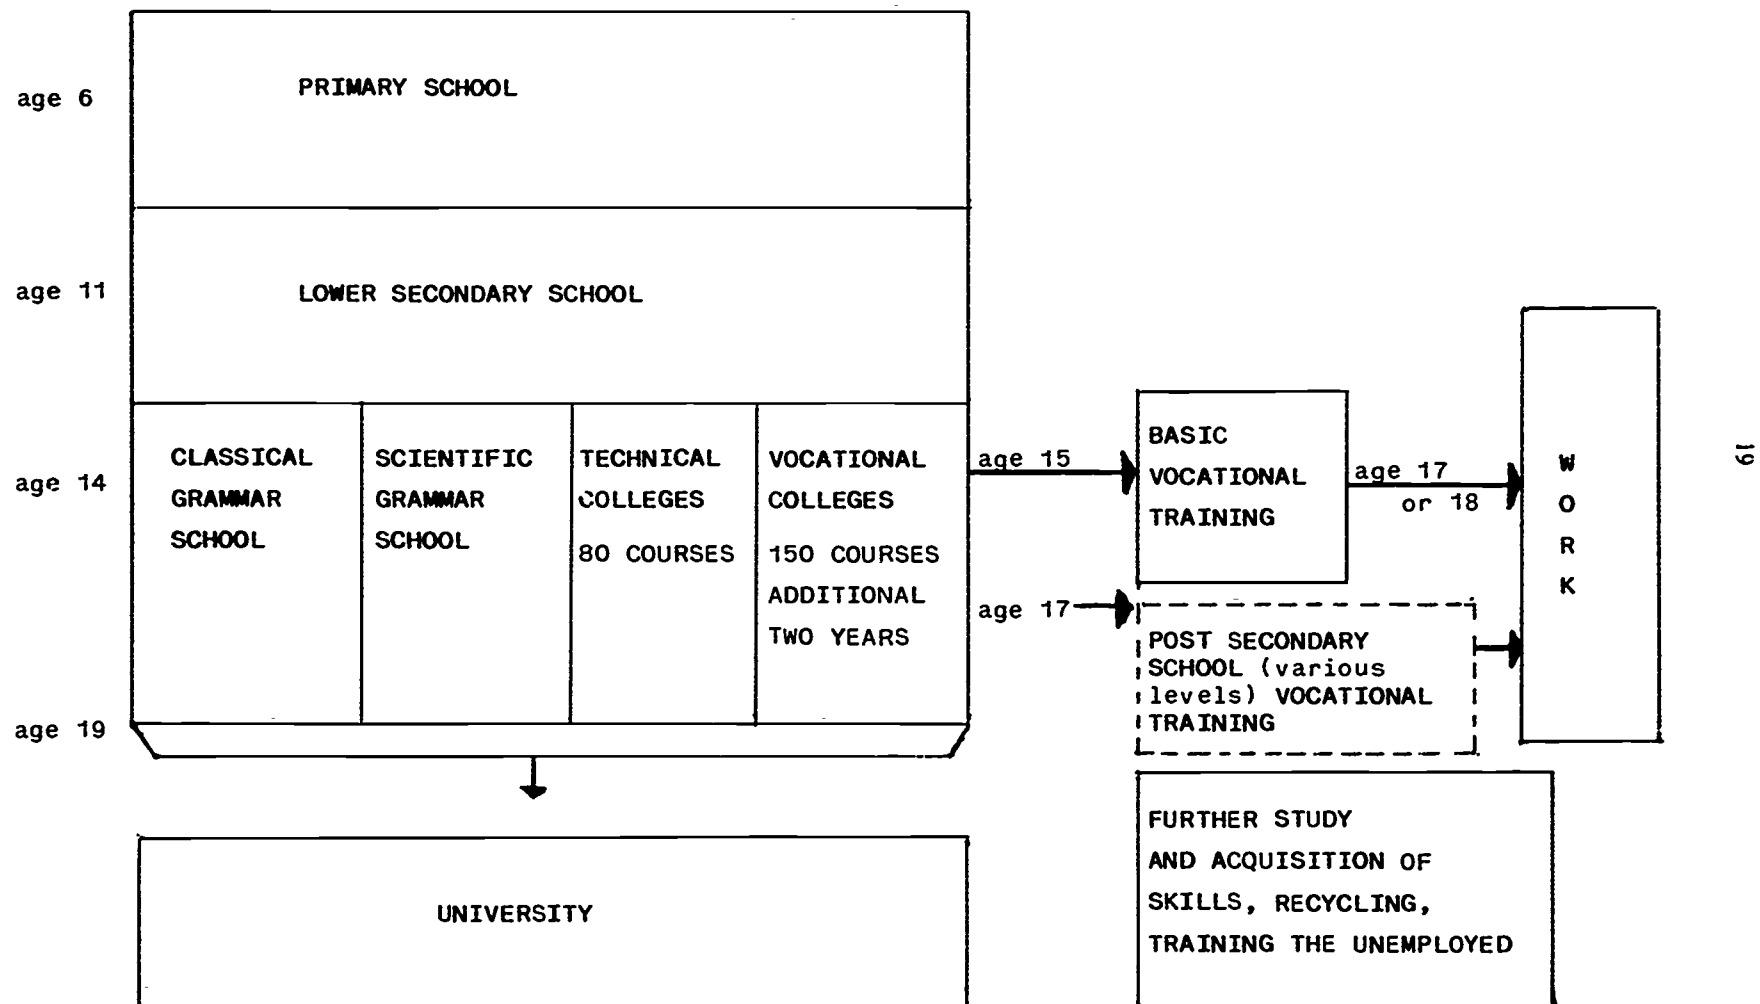 age 6
PRIMARY SCHOOL
age 11
LOWER SECONDARY SCHOOL
age 14
CLASSICAL
GRAMMAR
SCHOOL
SCIENTIFIC
GRAMMAR
SCHOOL
TECHNICAL
COLLEGES
80 COURSES
VOCATIONAL
COLLEGES
150 COURSES
ADDITIONAL
TWO YEARS
age 15
BASIC
VOCATIONAL
TRAINING
age 17
or 18
W
O
R
K
age 17
POST SECONDARY
SCHOOL (various
levels) VOCATIONAL
TRAINING
age 19
UNIVERSITY
FURTHER STUDY
AND ACQUISITION OF
SKILLS, RECYCLING,
TRAINING THE UNEMPLOYED
19